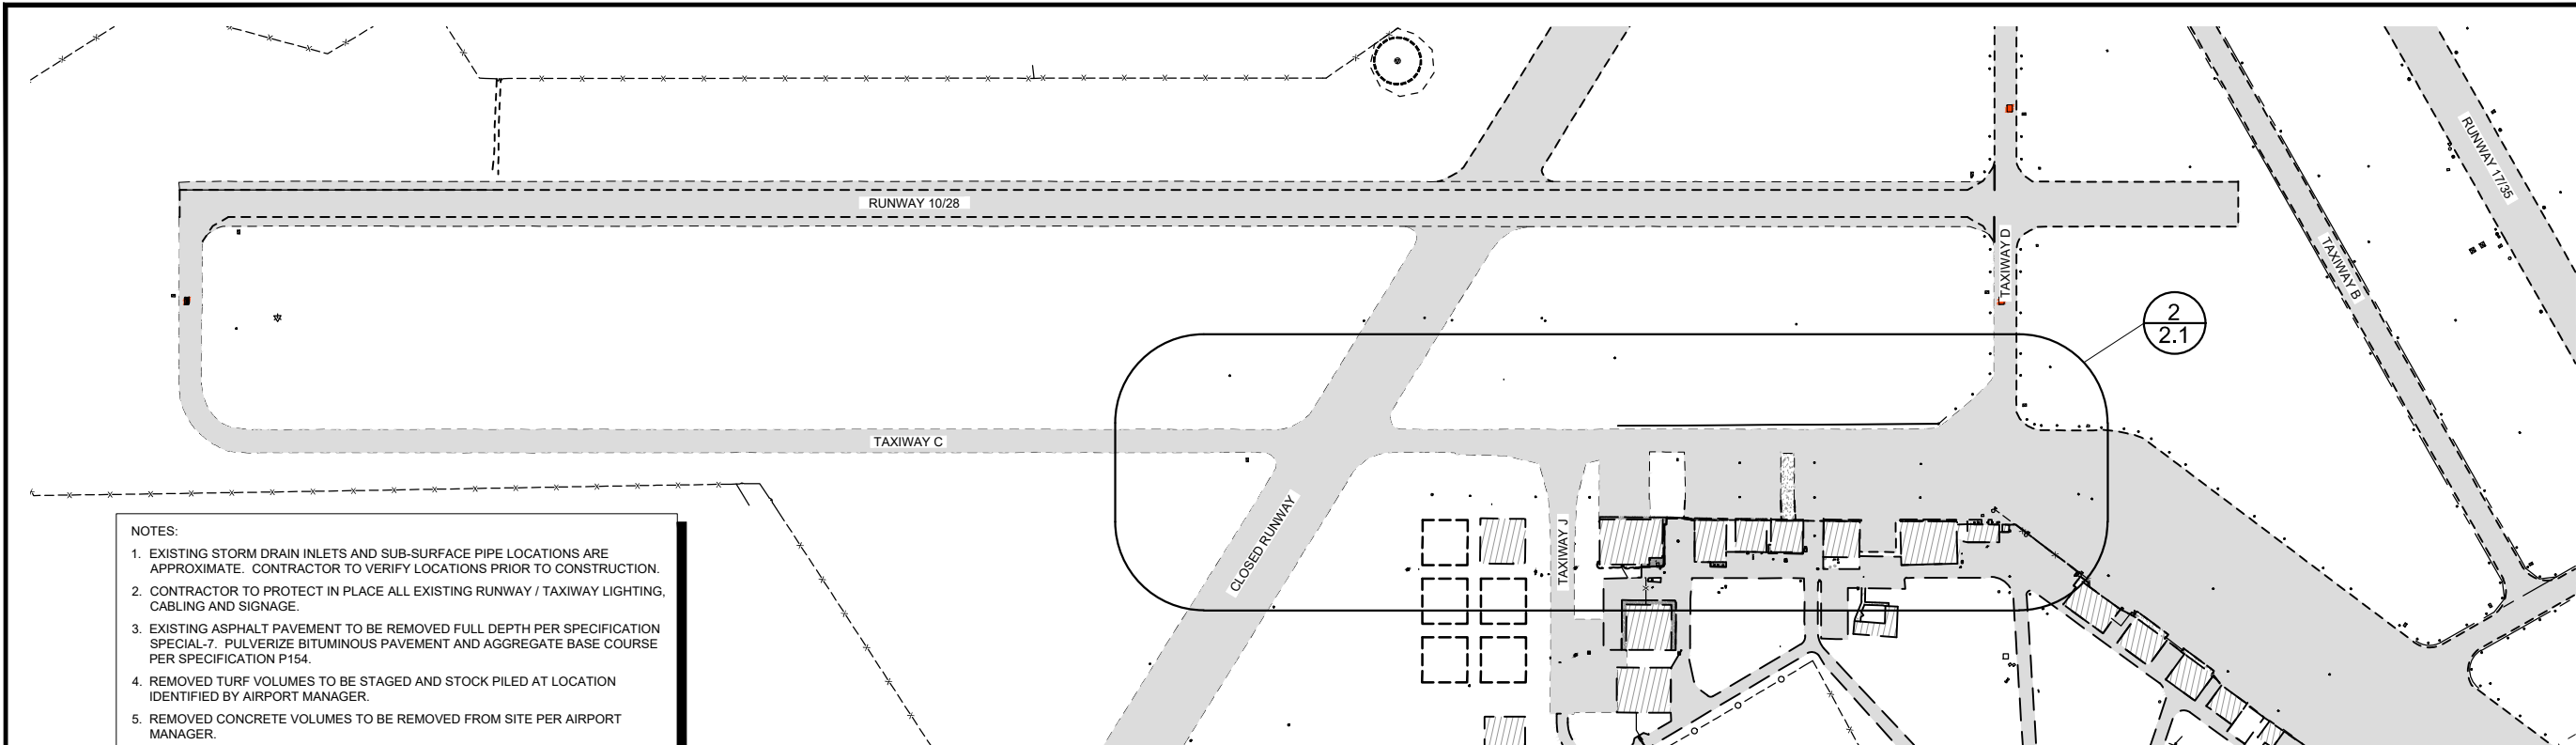 RUNWAY 10/28
RUNWAY 17/35
TAXIWAY D
TAXIWAY B
2
2.1
TAXIWAY C
CLOSED RUNWAY
TAXIWAY J
NOTES:
1. EXISTING STORM DRAIN INLETS AND SUB-SURFACE PIPE LOCATIONS ARE
APPROXIMATE. CONTRACTOR TO VERIFY LOCATIONS PRIOR TO CONSTRUCTION.
2. CONTRACTOR TO PROTECT IN PLACE ALL EXISTING RUNWAY / TAXIWAY LIGHTING,
CABLING AND SIGNAGE.
3. EXISTING ASPHALT PAVEMENT TO BE REMOVED FULL DEPTH PER SPECIFICATION
SPECIAL-7. PULVERIZE BITUMINOUS PAVEMENT AND AGGREGATE BASE COURSE
PER SPECIFICATION P154.
4. REMOVED TURF VOLUMES TO BE STAGED AND STOCK PILED AT LOCATION
IDENTIFIED BY AIRPORT MANAGER.
5. REMOVED CONCRETE VOLUMES TO BE REMOVED FROM SITE PER AIRPORT
MANAGER.